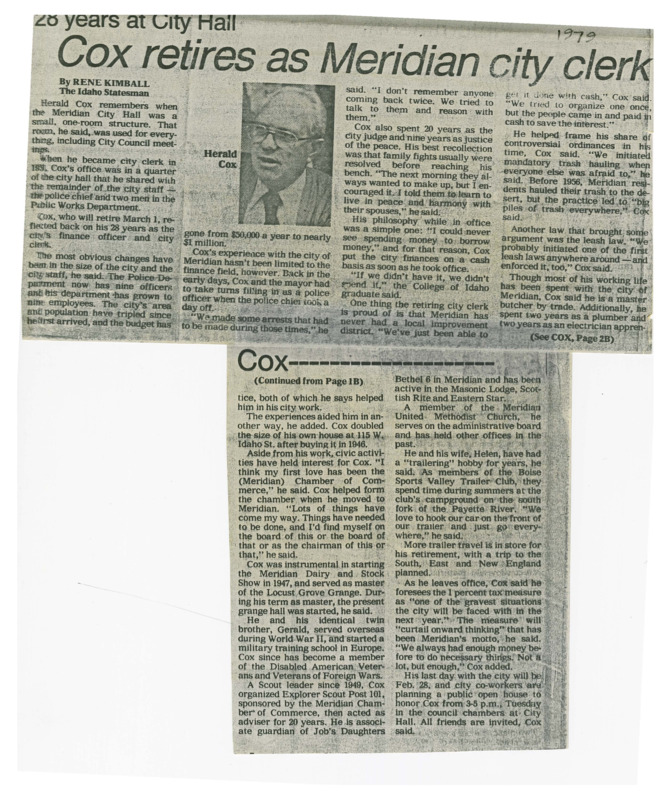 28 years at City Hall
1979
Cox retires as Meridian city clerk
By RENE KIMBALL
The Idaho Statesman
Herald Cox remembers when
the Meridian City Hall was a
small, one-room structure. That
room, he said, was used for every-
thing, including City Council meet-
ings.
When he became city clerk in
Cox's office was in a quarter
of the city hall that he shared with
the remainder of the city staff —
the police chief and two men in the
Public Works Department.
Cox, who will retire March 1, re-
flected back on his 28 years as the
city's finance officer and city
clerk.
The most obvious changes have
been in the size of the city and the
city staff, he said. The Police De-
partment now has nine officers
and his department has grown to
nine employees. The city's area
and population have tripled since
he first arrived, and the budget has
Herald
Cox
gone from $50,000 a year to nearly
$1 million.
Cox's experience with the city of
Meridian hasn't been limited to the
finance field, however. Back in the
early days, Cox and the mayor had
to take turns filling in as a police
officer when the police chief took a
day off.
"We made some arrests that had
to be made during those times," he
said. "I don't remember anyone
coming back twice. We tried to
talk to them and reason with
them."
Cox also spent 20 years as the
city judge and nine years as justice
of the peace. His best recollection
was that family fights usually were
resolved before reaching his
bench. "The next morning they al-
ways wanted to make up, but I en-
couraged it. I told them to learn to
live in peace and harmony with
their spouses," he said.
His philosophy while in office
was a simple one: "I could never
see spending money to borrow
money," and for that reason, Cox
put the city finances on a cash
basis as soon as he took office.
"If we didn't have it, we didn't
spend it," the College of Idaho
graduate said.
One thing the retiring city clerk
is proud of is that Meridian has
never had a local improvement
district. "We've just been able to
get it done with cash," Cox said.
"We tried to organize one once,
but the people came in and paid in
cash to save the interest."
He helped frame his share of
controversial ordinances in his
time, Cox said. "We initiated
mandatory trash hauling when
everyone else was afraid to," he
said. Before 1956, Meridian resi-
dents hauled their trash to the de-
sert, but the practice led to "big
piles of trash everywhere," Cox
said.
Another law that brought some
argument was the leash law. "We
probably initiated one of the first
leash laws anywhere around — and
enforced it, too," Cox said.
Though most of his working life
has been spent with the city of
Meridian, Cox said he is a master
butcher by trade. Additionally, he
spent two years as a plumber and
two years as an electrician appren-
(See COX, Page 2B)
Cox
(Continued from Page 1B)
tice, both of which he says helped
him in his city work.
The experiences aided him in an-
other way, he added. Cox doubled
the size of his own house at 115 W.
Idaho St. after buying it in 1946.
Aside from his work, civic activi-
ties have held interest for Cox. "I
think my first love has been the
(Meridian) Chamber of Com-
merce," he said. Cox helped form
the chamber when he moved to
Meridian. "Lots of things have
come my way. Things have needed
to be done, and I'd find myself on
the board of this or the board of
that or as the chairman of this or
that," he said.
Cox was instrumental in starting
the Meridian Dairy and Stock
Show in 1947, and served as master
of the Locust Grove Grange. Dur-
ing his term as master, the present
grange hall was started, he said.
He and his identical twin
brother, Gerald, served overseas
during World War II, and started a
military training school in Europe.
Cox since has become a member
of the Disabled American Veter-
ans and Veterans of Foreign Wars.
A Scout leader since 1949, Cox
organized Explorer Scout Post 101,
sponsored by the Meridian Cham-
ber of Commerce, then acted as
adviser for 20 years. He is associ-
ate guardian of Job's Daughters
Bethel 6 in Meridian and has been
active in the Masonic Lodge, Scot-
tish Rite and Eastern Star.
A member of the Meridian
United Methodist Church, he
serves on the administrative board
and has held other offices in the
past.
He and his wife, Helen, have had
a "trailering" hobby for years, he
said. As members of the Boise
Sports Valley Trailer Club, they
spend time during summers at the
club's campground on the south
fork of the Payette River. "We
love to hook our car on the front of
our trailer and just go every-
where," he said.
More trailer travel is in store for
his retirement, with a trip to the
South, East and New England
planned.
As he leaves office, Cox said he
foresees the 1 percent tax measure
as "one of the gravest situations
the city will be faced with in the
next year." The measure will
"curtail onward thinking" that has
been Meridian's motto, he said.
"We always had enough money be-
fore to do necessary things. Not a
lot, but enough," Cox added.
His last day with the city will be
Feb. 28, and city co-workers are
planning a public open house to
honor Cox from 3-5 p.m., Tuesday
in the council chambers at City
Hall. All friends are invited, Cox
said.